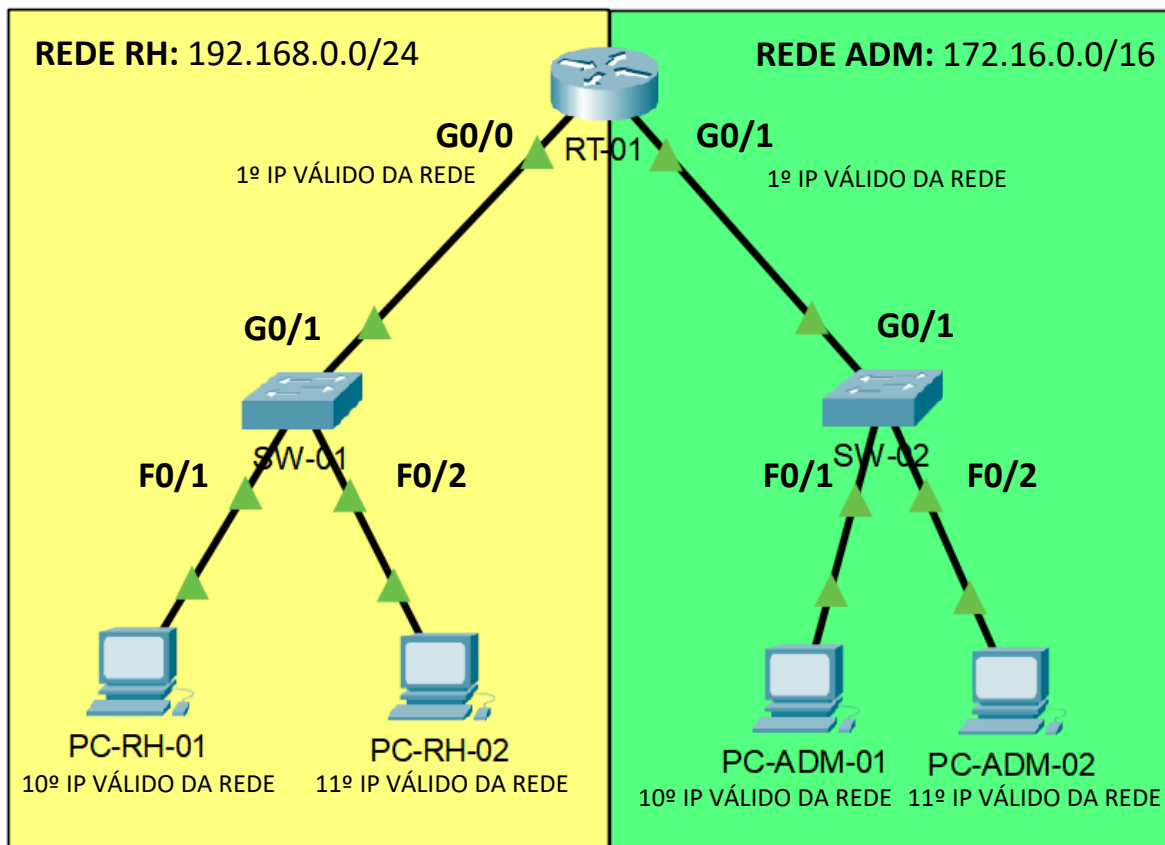 REDE RH: 192.168.0.0/24
REDE ADM: 172.16.0.0/16
G0/0
RT-01
G0/1
1º IP VÁLIDO DA REDE
1º IP VÁLIDO DA REDE
G0/1
G0/1
SW-01
SW-02
F0/1
F0/2
F0/1
F0/2
PC-RH-01
PC-RH-02
PC-ADM-01
PC-ADM-02
10º IP VÁLIDO DA REDE
11º IP VÁLIDO DA REDE
10º IP VÁLIDO DA REDE
11º IP VÁLIDO DA REDE